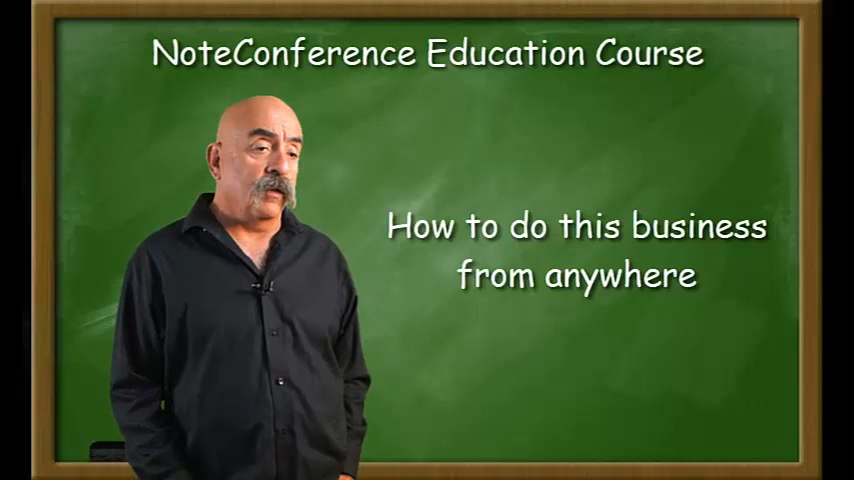 NoteConference Education Course
How to do this business
from anywhere